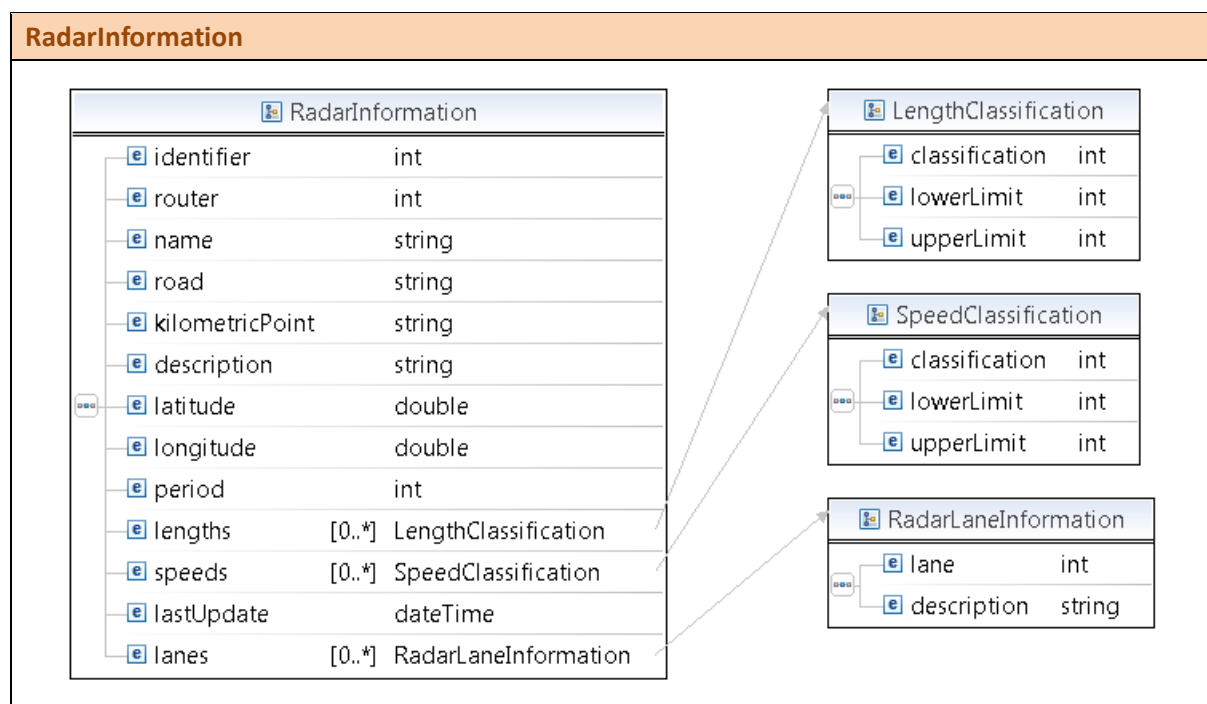 RadarInformation
RadarInformation
identifier int
router int
name string
road string
kilometricPoint string
description string
latitude double
longitude double
period int
lengths [0..*] LengthClassification
speeds [0..*] SpeedClassification
lastUpdate dateTime
lanes [0..*] RadarLaneInformation
LengthClassification
classification int
lowerLimit int
upperLimit int
SpeedClassification
classification int
lowerLimit int
upperLimit int
RadarLaneInformation
lane int
description string